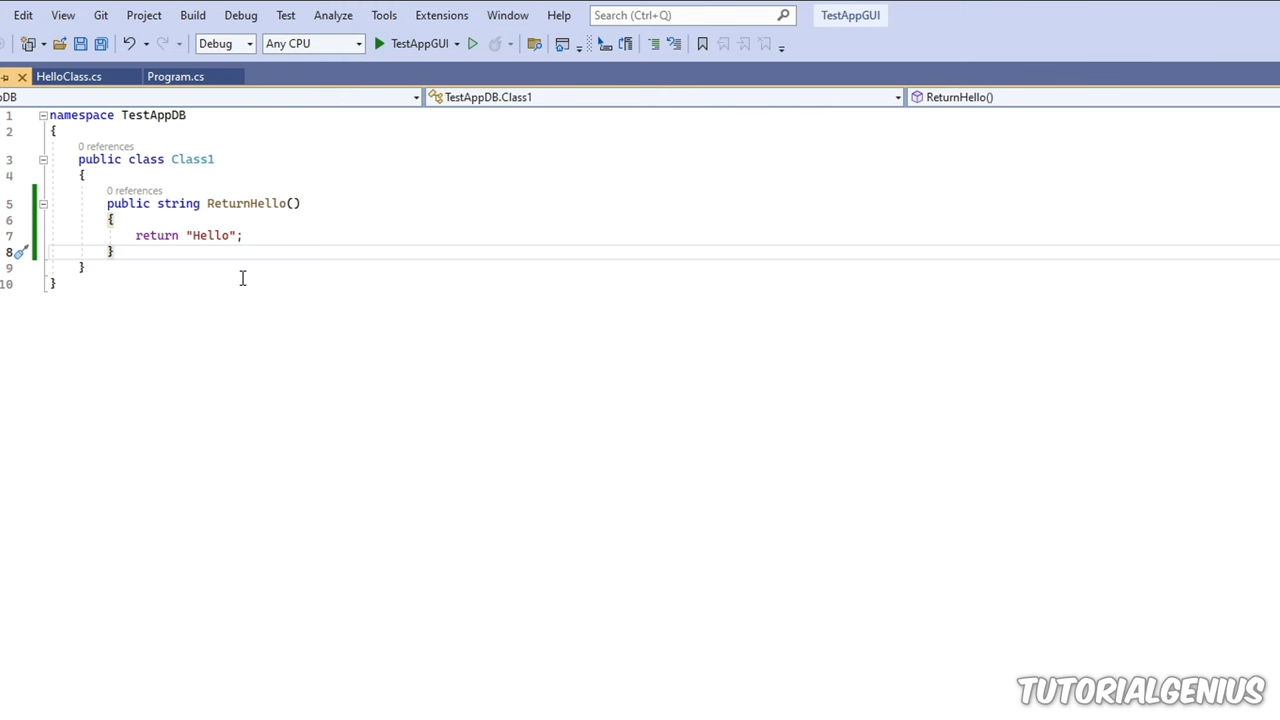 Edit View Git Project Build Debug Test Analyze Tools Extensions Window Help Search (Ctrl+Q) TestAppGUI
Debug Any CPU TestAppGUI
HelloClass.cs Program.cs
pDB TestAppDB.Class1 ReturnHello()
1 namespace TestAppDB
2 {
0 references
3 public class Class1
4 {
0 references
5 public string ReturnHello()
6 {
7 return "Hello";
8 }
9 }
10 }
TUTORIALGENIUS